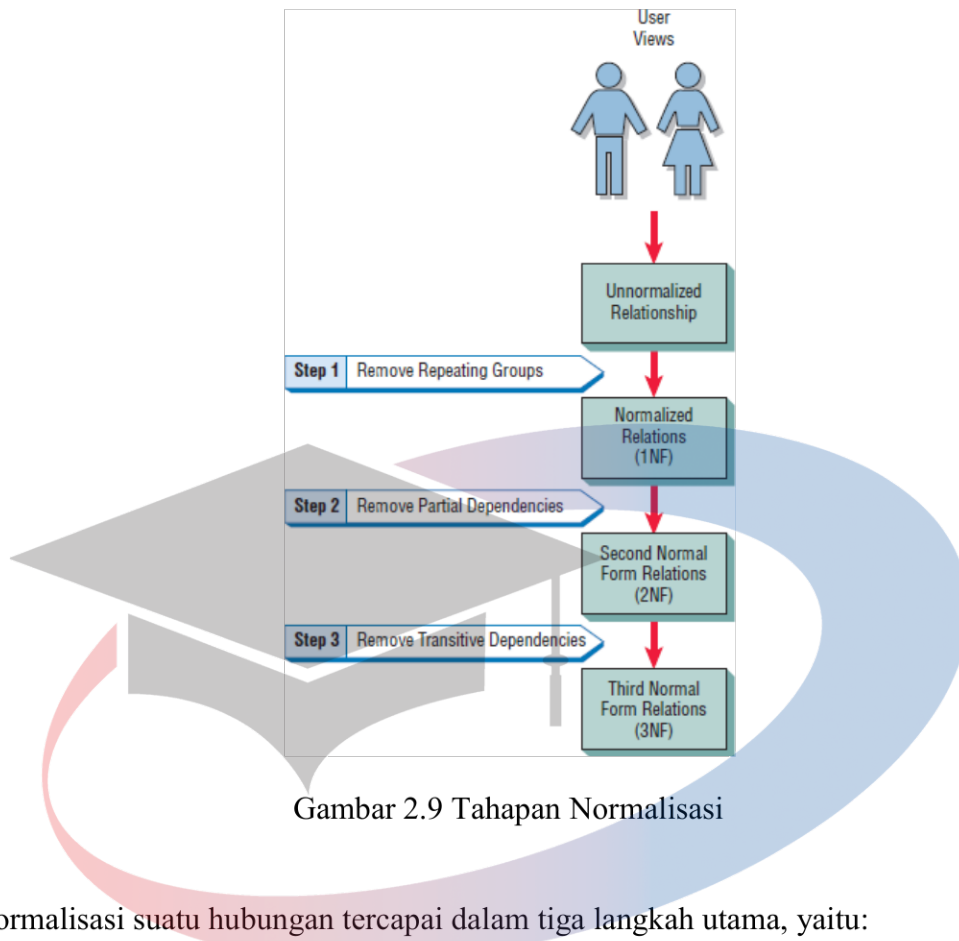 User
Views
Unnormalized
Relationship
Step 1 Remove Repeating Groups
Normalized
Relations
(1NF)
Step 2 Remove Partial Dependencies
Second Normal
Form Relations
(2NF)
Step 3 Remove Transitive Dependencies
Third Normal
Form Relations
(3NF)
Gambar 2.9 Tahapan Normalisasi
ormalisasi suatu hubungan tercapai dalam tiga langkah utama, yaitu: